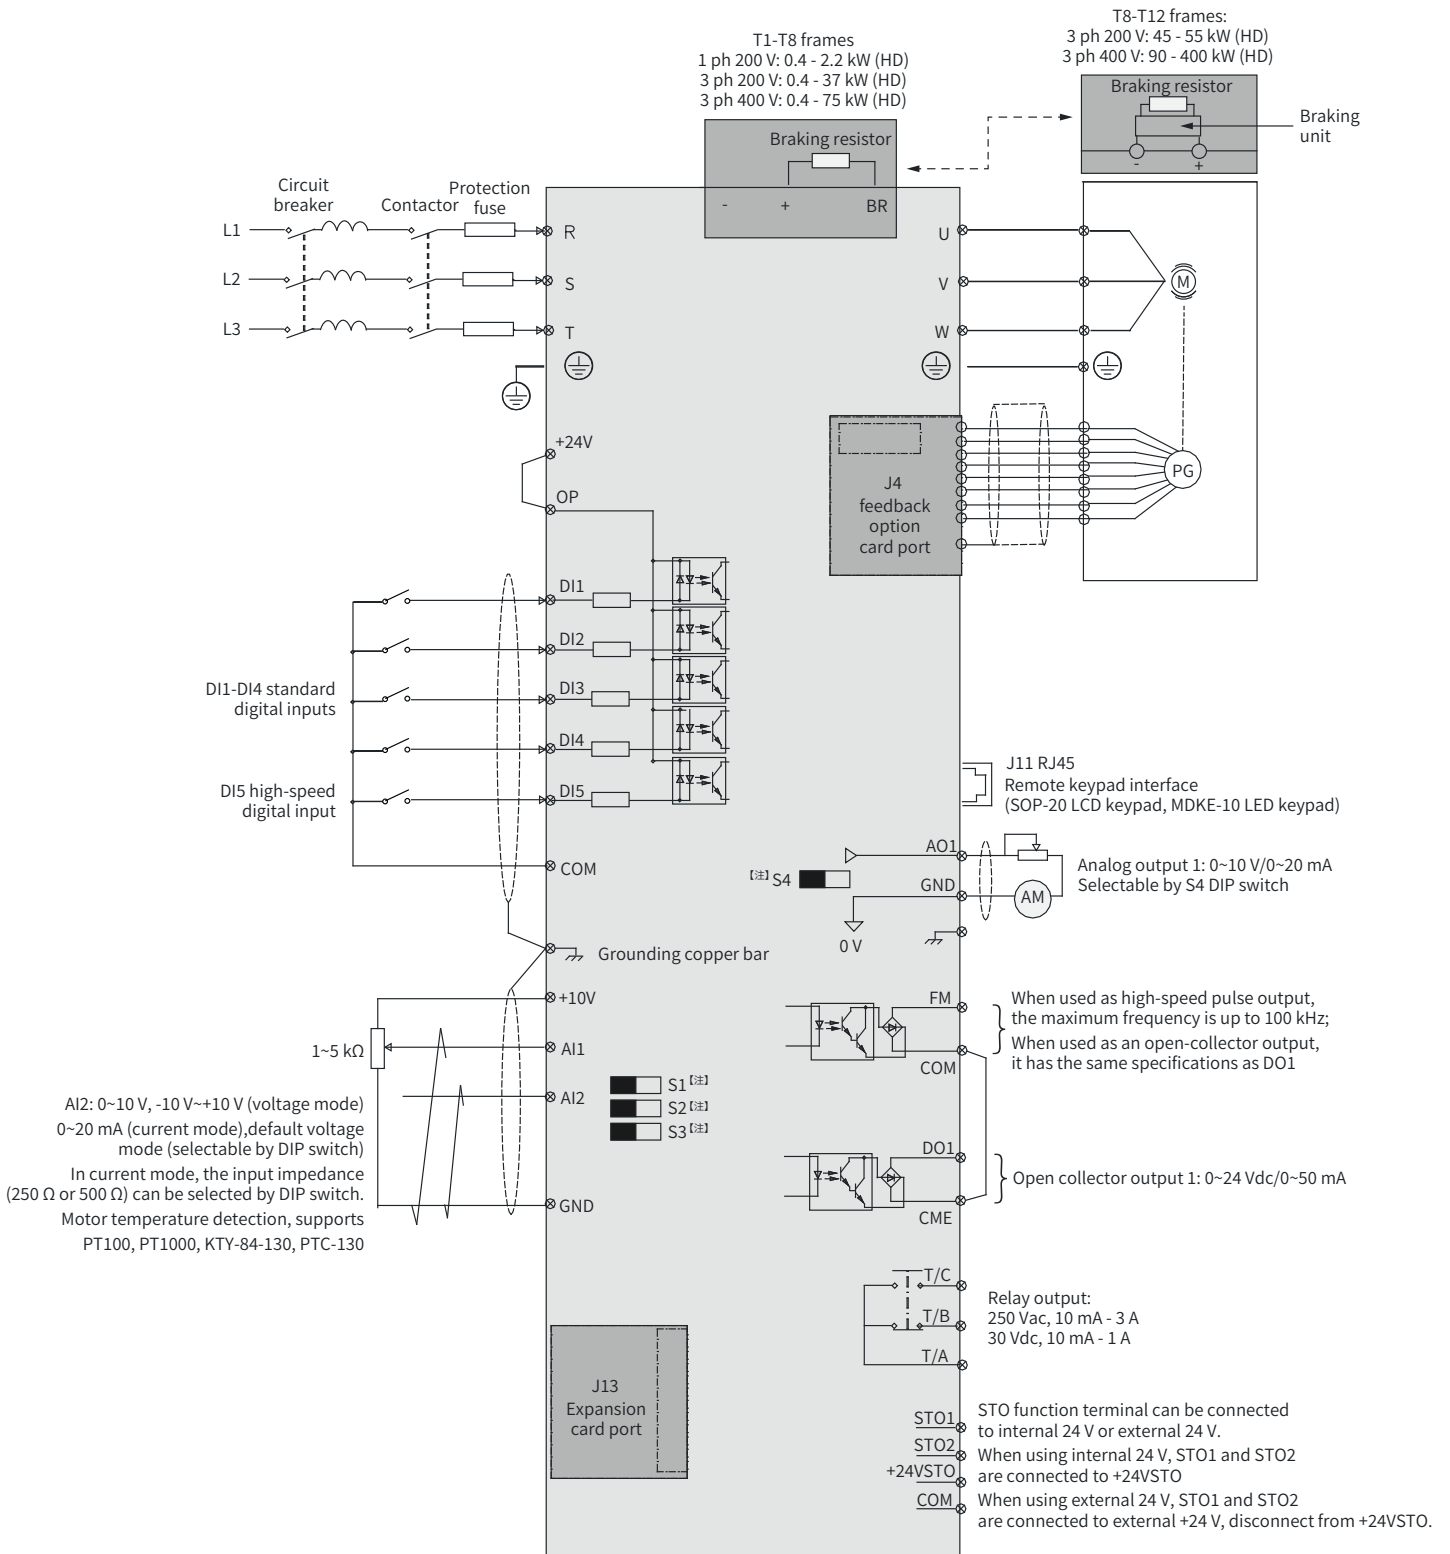 T8-T12 frames:
3 ph 200 V: 45 - 55 kW (HD)
3 ph 400 V: 90 - 400 kW (HD)
T1-T8 frames
1 ph 200 V: 0.4 - 2.2 kW (HD)
3 ph 200 V: 0.4 - 37 kW (HD)
3 ph 400 V: 0.4 - 75 kW (HD)
Braking resistor
- +
Braking
unit
Braking resistor
- + BR
Circuit
breaker
Contactor
Protection
fuse
L1
L2
L3
R
S
T
U
V
W
M
PG
J4
feedback
option
card port
+24V
OP
DI1
DI2
DI3
DI4
DI5
DI1-DI4 standard
digital inputs
DI5 high-speed
digital input
COM
Grounding copper bar
+10V
AI1
AI2
GND
1~5 kΩ
AI2: 0~10 V, -10 V~+10 V (voltage mode)
0~20 mA (current mode),default voltage
mode (selectable by DIP switch)
In current mode, the input impedance
(250 Ω or 500 Ω) can be selected by DIP switch.
Motor temperature detection, supports
PT100, PT1000, KTY-84-130, PTC-130
S1【注】
S2【注】
S3【注】
J13
Expansion
card port
J11 RJ45
Remote keypad interface
(SOP-20 LCD keypad, MDKE-10 LED keypad)
AO1
【注】S4
GND
0 V
AM
Analog output 1: 0~10 V/0~20 mA
Selectable by S4 DIP switch
FM
COM
When used as high-speed pulse output,
the maximum frequency is up to 100 kHz;
When used as an open-collector output,
it has the same specifications as DO1
DO1
CME
Open collector output 1: 0~24 Vdc/0~50 mA
T/C
T/B
T/A
Relay output:
250 Vac, 10 mA - 3 A
30 Vdc, 10 mA - 1 A
STO1
STO2
+24VSTO
COM
STO function terminal can be connected
to internal 24 V or external 24 V.
When using internal 24 V, STO1 and STO2
are connected to +24VSTO
When using external 24 V, STO1 and STO2
are connected to external +24 V, disconnect from +24VSTO.